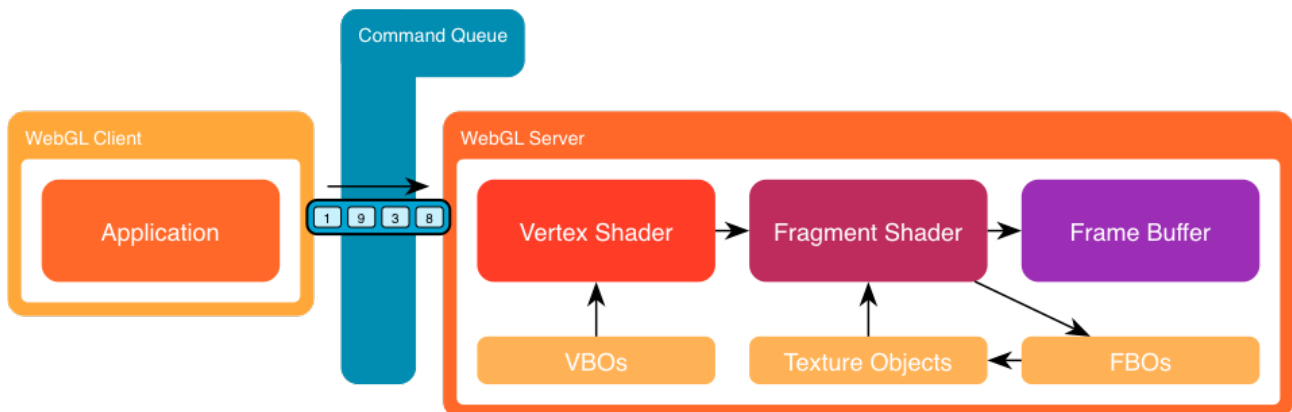 Command Queue
WebGL Client
WebGL Server
Application
1 9 3 8
Vertex Shader
Fragment Shader
Frame Buffer
VBOs
Texture Objects
FBOs